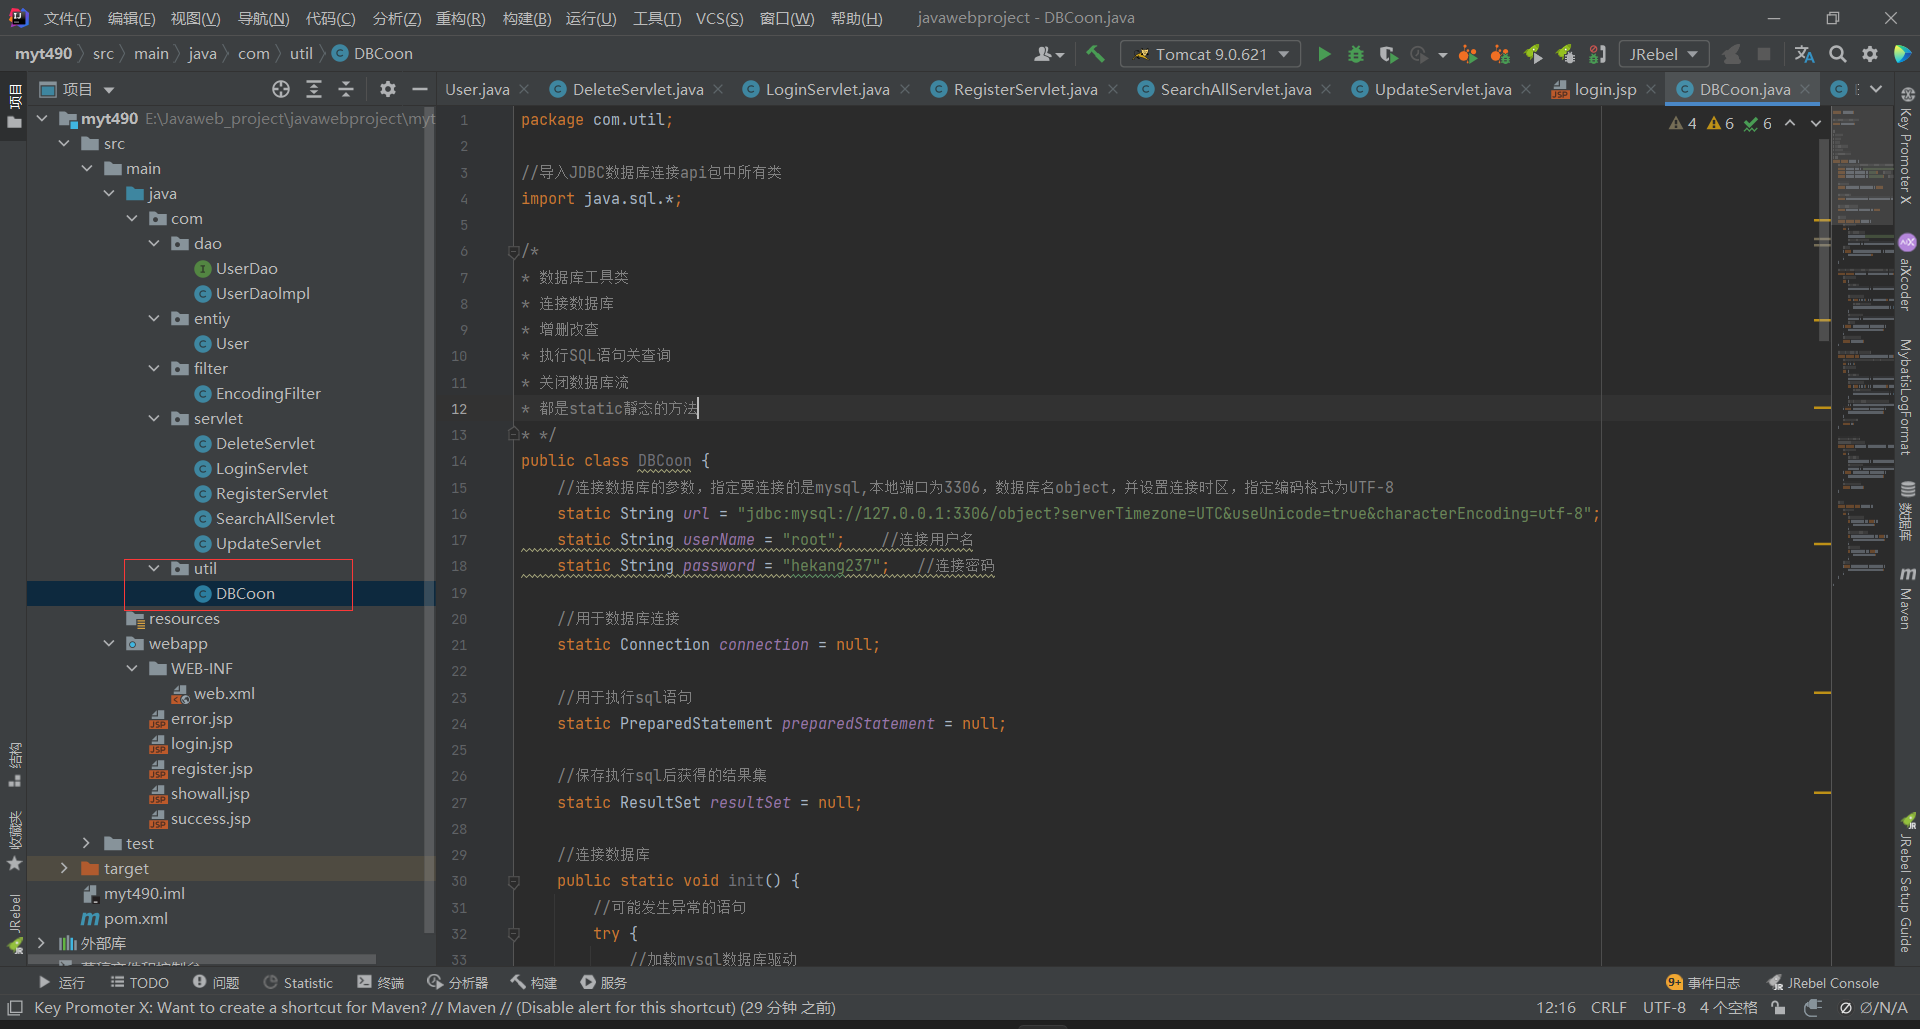 文件(F) 编辑(E) 视图(V) 导航(N) 代码(C) 分析(Z) 重构(R) 构建(B) 运行(U) 工具(T) VCS(S) 窗口(W) 帮助(H) javawebproject - DBCoon.java
myt490 src main java com util DBCoon
Tomcat 9.0.621
JRebel
项目
User.java DeleteServlet.java LoginServlet.java RegisterServlet.java SearchAllServlet.java UpdateServlet.java login.jsp DBCoon.java
4 6 6
myt490 E:\Javaweb_project\javawebproject\myt
src
main
java
com
dao
UserDao
UserDaoImpl
entiy
User
filter
EncodingFilter
servlet
DeleteServlet
LoginServlet
RegisterServlet
SearchAllServlet
UpdateServlet
util
DBCoon
resources
webapp
WEB-INF
web.xml
error.jsp
login.jsp
register.jsp
showall.jsp
success.jsp
test
target
myt490.iml
pom.xml
外部库
项目
结构
收藏夹
JRebel
1 package com.util;
2
3 //导入JDBC数据库连接api包中所有类
4 import java.sql.*;
5
6 /*
7 * 数据库工具类
8 * 连接数据库
9 * 增删改查
10 * 执行SQL语句关查询
11 * 关闭数据库流
12 * 都是static静态的方法
13 * */
14 public class DBCoon {
15 //连接数据库的参数，指定要连接的是mysql,本地端口为3306，数据库名object，并设置连接时区，指定编码格式为UTF-8
16 static String url = "jdbc:mysql://127.0.0.1:3306/object?serverTimezone=UTC&useUnicode=true&characterEncoding=utf-8";
17 static String userName = "root"; //连接用户名
18 static String password = "hekang237"; //连接密码
19
20 //用于数据库连接
21 static Connection connection = null;
22
23 //用于执行sql语句
24 static PreparedStatement preparedStatement = null;
25
26 //保存执行sql后获得的结果集
27 static ResultSet resultSet = null;
28
29 //连接数据库
30 public static void init() {
31 //可能发生异常的语句
32 try {
33 //加载mysql数据库驱动
Key Promoter X
aiXcoder
MybatisLogFormat
数据库
Maven
JRebel Setup Guide
运行 TODO 问题 Statistic 终端 分析器 构建 服务 9+ 事件日志 JRebel Console
Key Promoter X: Want to create a shortcut for Maven? // Maven // (Disable alert for this shortcut) (29 分钟 之前) 12:16 CRLF UTF-8 4 个空格 Ø/N/A